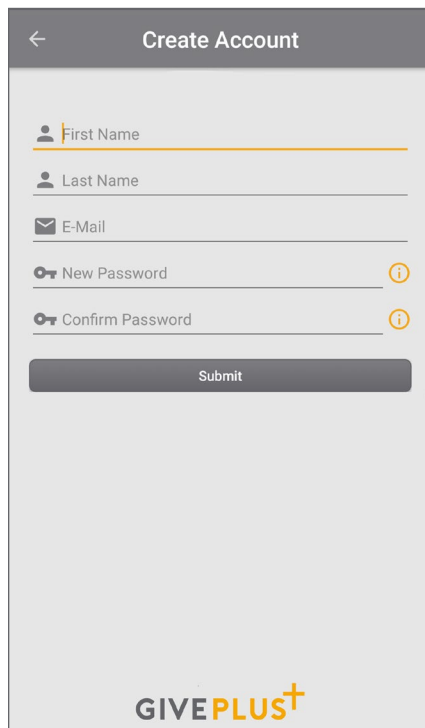 Create Account
First Name
Last Name
E-Mail
New Password
Confirm Password
Submit
GIVEPLUS+